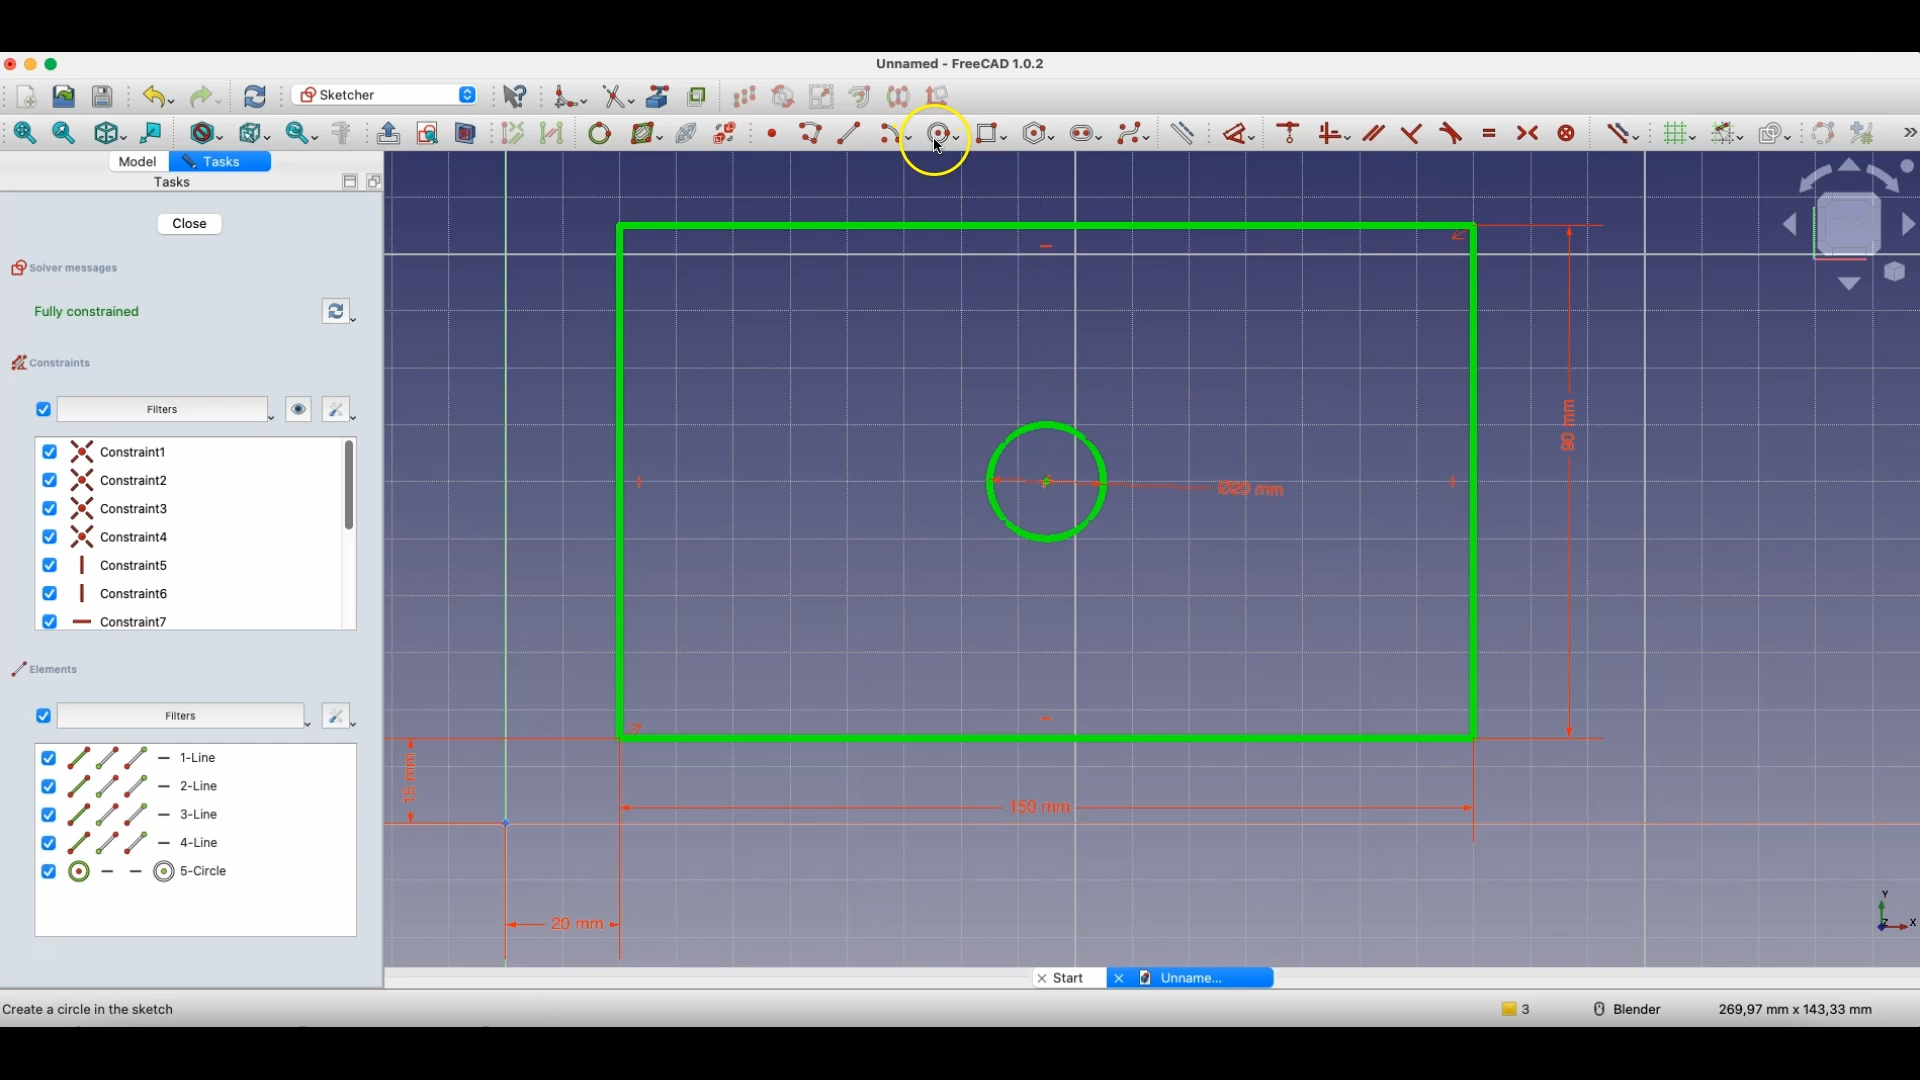 Unnamed - FreeCAD 1.0.2
Sketcher
Model
Tasks
Tasks
Close
Solver messages
Fully constrained
Constraints
Filters
Constraint1
Constraint2
Constraint3
Constraint4
Constraint5
Constraint6
Constraint7
Elements
Filters
1-Line
2-Line
3-Line
4-Line
5-Circle
Ø20 mm
90 mm
15 mm
150 mm
20 mm
Y
Z
X
Start
Unname...
Create a circle in the sketch
3
Blender
269,97 mm x 143,33 mm